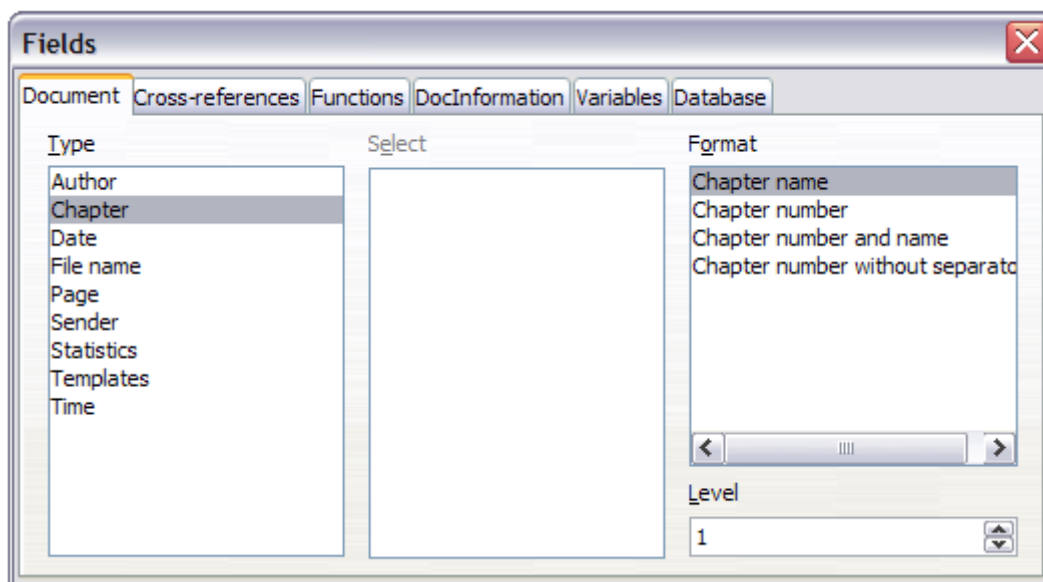 Fields
Document Cross-references Functions DocInformation Variables Database
Type
Author
Chapter
Date
File name
Page
Sender
Statistics
Templates
Time
Select
Format
Chapter name
Chapter number
Chapter number and name
Chapter number without separato
Level
1